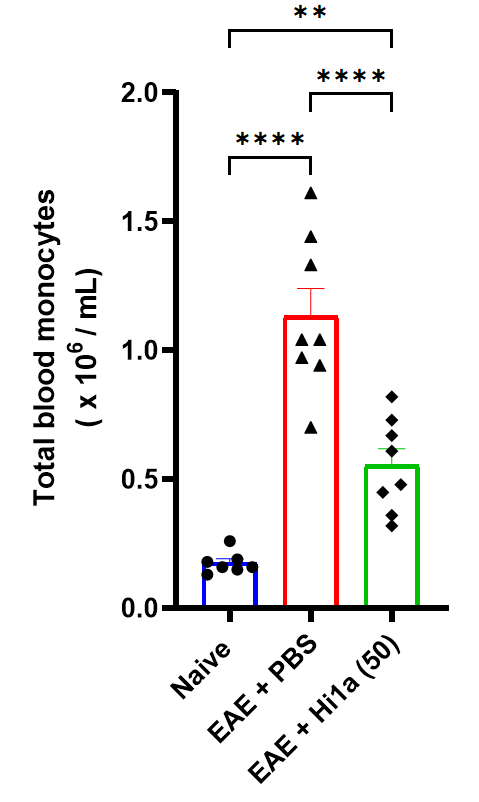 **
****
****
2.0
1.5
1.0
0.5
0.0
Total blood monocytes
( x 10⁶ / mL)
Naive
EAE + PBS
EAE + Hi1a (50)